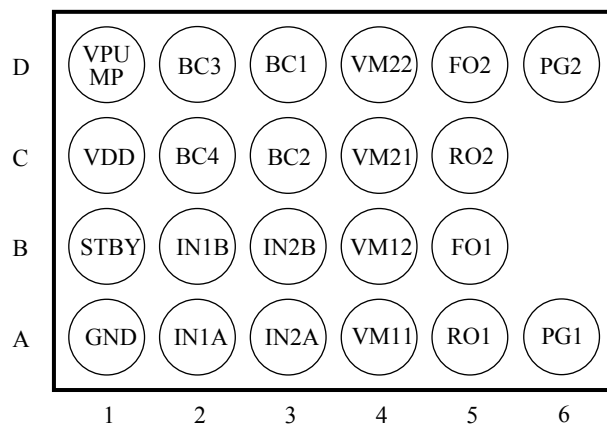 D VPU MP BC3 BC1 VM22 FO2 PG2
C VDD BC4 BC2 VM21 RO2
B STBY IN1B IN2B VM12 FO1
A GND IN1A IN2A VM11 RO1 PG1
1 2 3 4 5 6